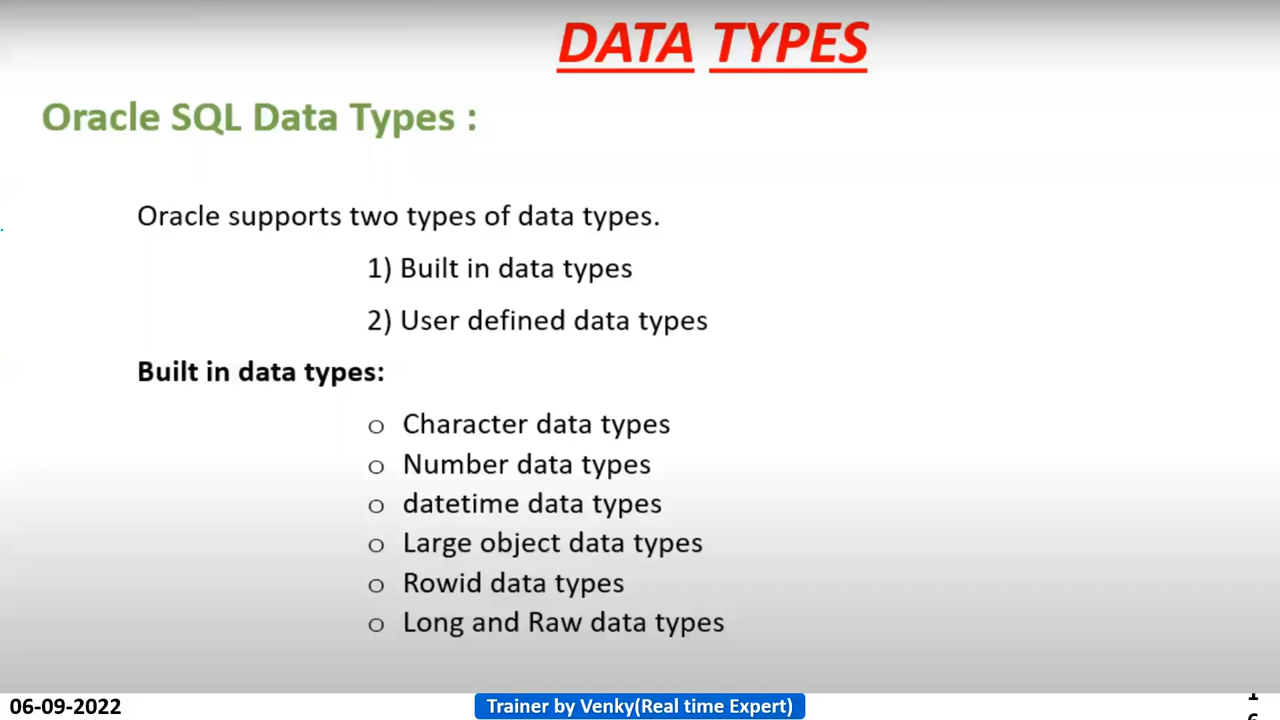 DATA TYPES
Oracle SQL Data Types :
Oracle supports two types of data types.
1) Built in data types
2) User defined data types
Built in data types:
o Character data types
o Number data types
o datetime data types
o Large object data types
o Rowid data types
o Long and Raw data types
06-09-2022
Trainer by Venky(Real time Expert)